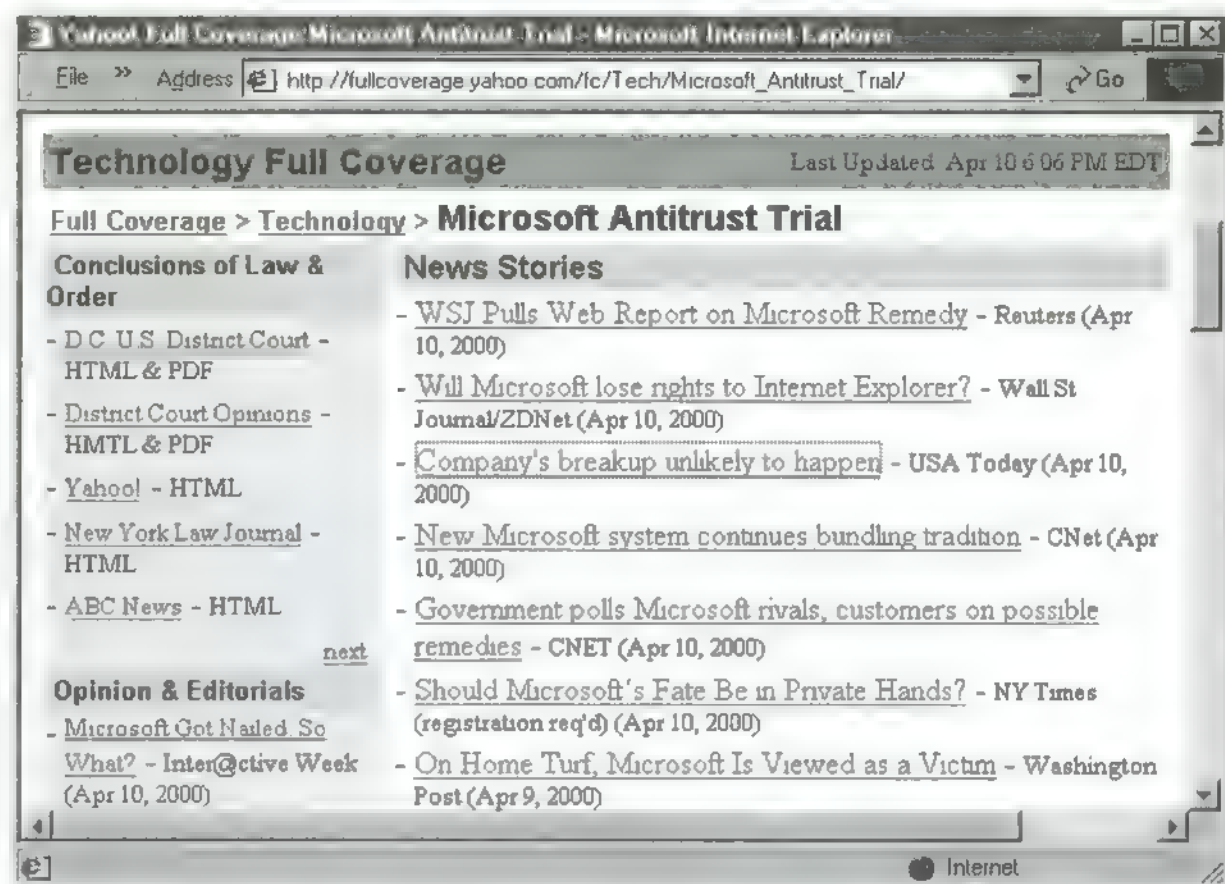 Yahoo! Full Coverage Microsoft Antitrust Trial - Microsoft Internet Explorer
File » Address http //fullcoverage yahoo com/fc/Tech/Microsoft_Antitrust_Trial/ Go
Technology Full Coverage Last Updated Apr 10 6 06 PM EDT
Full Coverage > Technology > Microsoft Antitrust Trial
Conclusions of Law &
Order
- D C U.S District Court -
HTML & PDF
- District Court Opinions -
HMTL & PDF
- Yahoo! - HTML
- New York Law Journal -
HTML
- ABC News - HTML
next
Opinion & Editorials
- Microsoft Got Nailed. So
What? - Inter@ctive Week
(Apr 10, 2000)
News Stories
- WSJ Pulls Web Report on Microsoft Remedy - Reuters (Apr
10, 2000)
- Will Microsoft lose rights to Internet Explorer? - Wall St
Journal/ZDNet (Apr 10, 2000)
- Company's breakup unlikely to happen - USA Today (Apr 10,
2000)
- New Microsoft system continues bundling tradition - CNet (Apr
10, 2000)
- Government polls Microsoft rivals, customers on possible
remedies - CNET (Apr 10, 2000)
- Should Microsoft's Fate Be in Private Hands? - NY Times
(registration req'd) (Apr 10, 2000)
- On Home Turf, Microsoft Is Viewed as a Victim - Washington
Post (Apr 9, 2000)
Internet